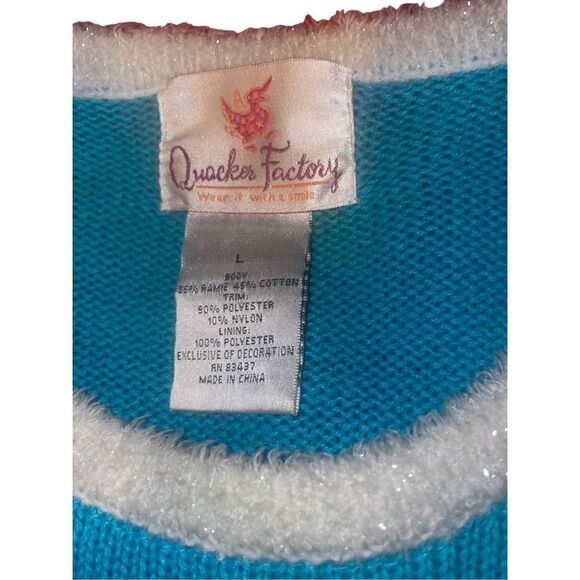 Quacker Factory
Wear it with a smile
L
BODY:
55% RAMIE 45% COTTON
TRIM:
90% POLYESTER
10% NYLON
LINING:
100% POLYESTER
EXCLUSIVE OF DECORATION
RN 83437
MADE IN CHINA